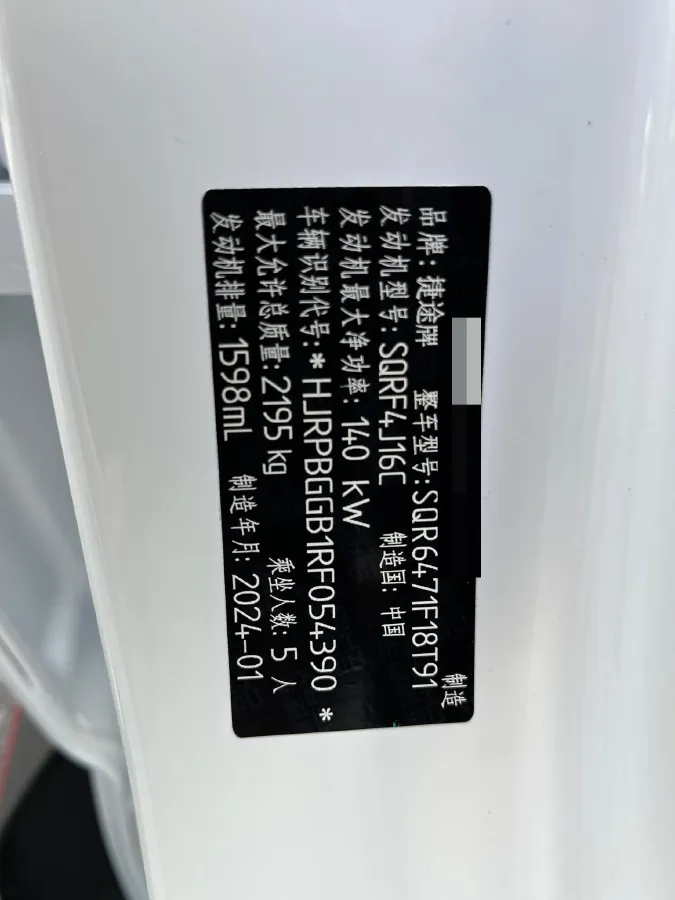 制造
品牌：捷途牌 整车型号：SQR6471F18T91
发动机型号：SQRF4J16C 制造国：中国
发动机最大净功率：140 kW
车辆识别代号：*HJRPBGGB1RF054390*
最大允许总质量：2195 kg 乘坐人数：5 人
发动机排量：1598mL 制造年月：2024-01